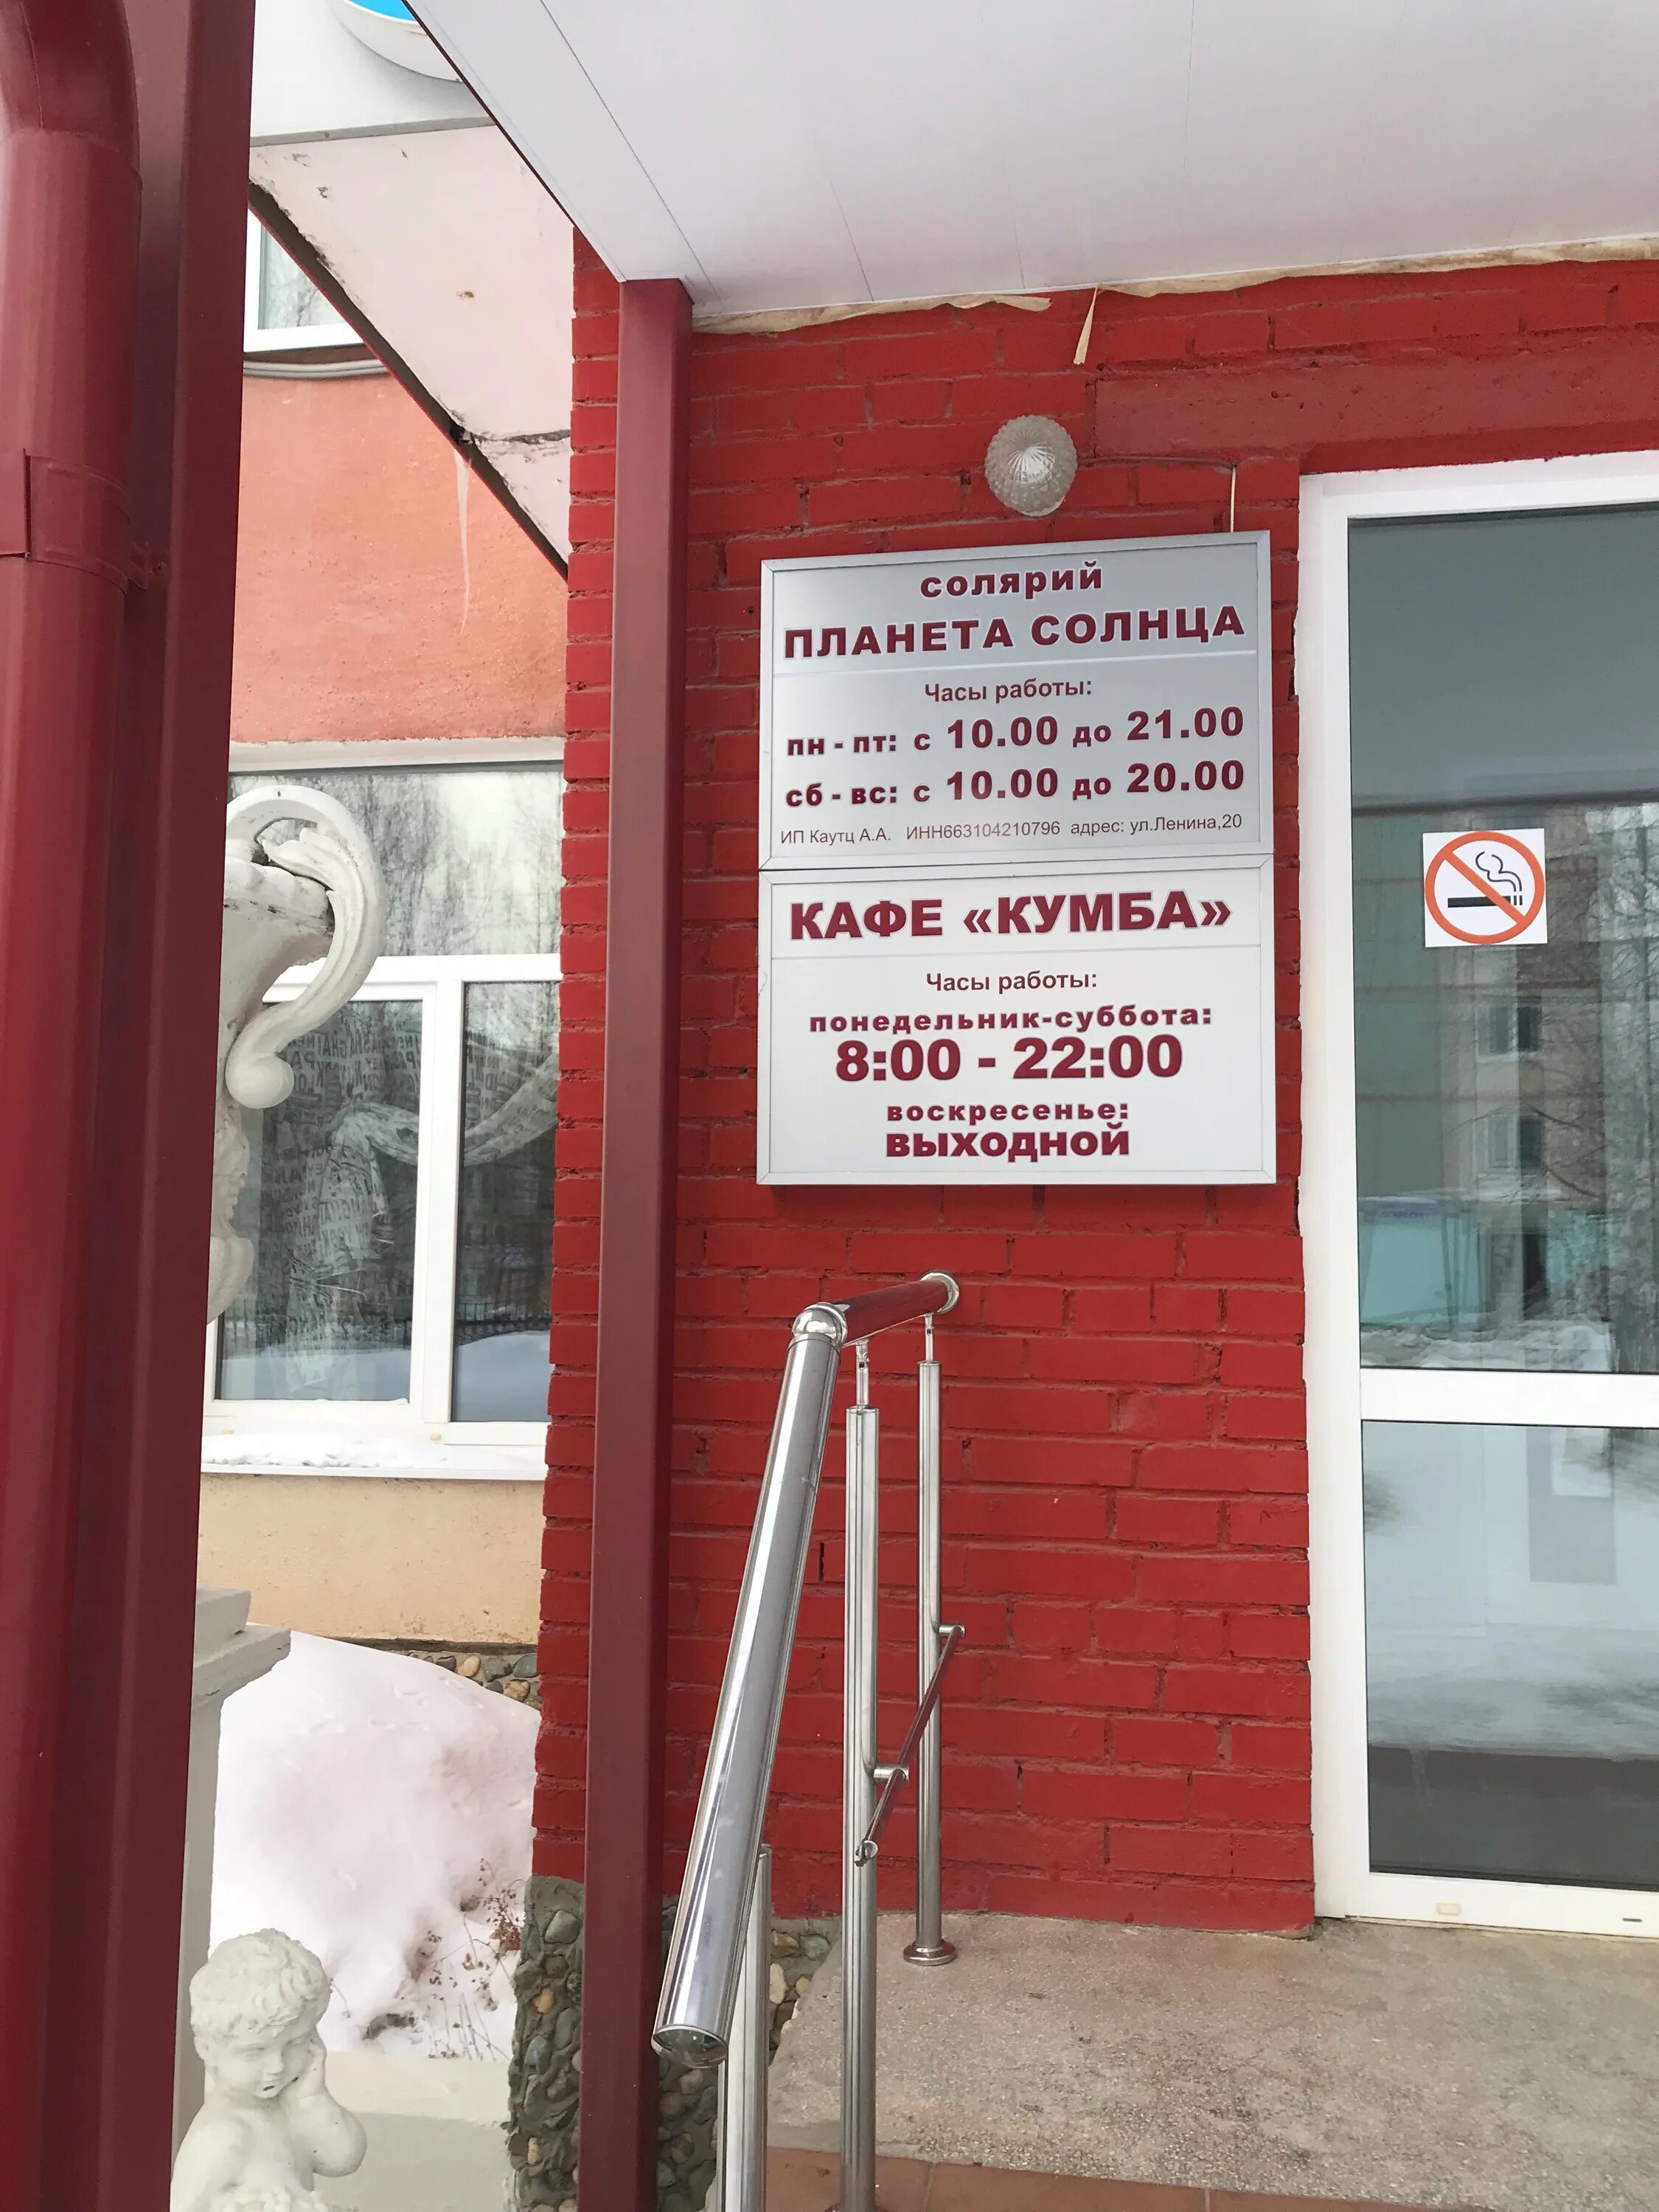 солярий
ПЛАНЕТА СОЛНЦА
Часы работы:
пн - пт: с 10.00 до 21.00
сб - вс: с 10.00 до 20.00
ИП Каутц А.А. ИНН663104210796 адрес: ул.Ленина,20
КАФЕ «КУМБА»
Часы работы:
понедельник-суббота:
8:00 - 22:00
воскресенье:
ВЫХОДНОЙ